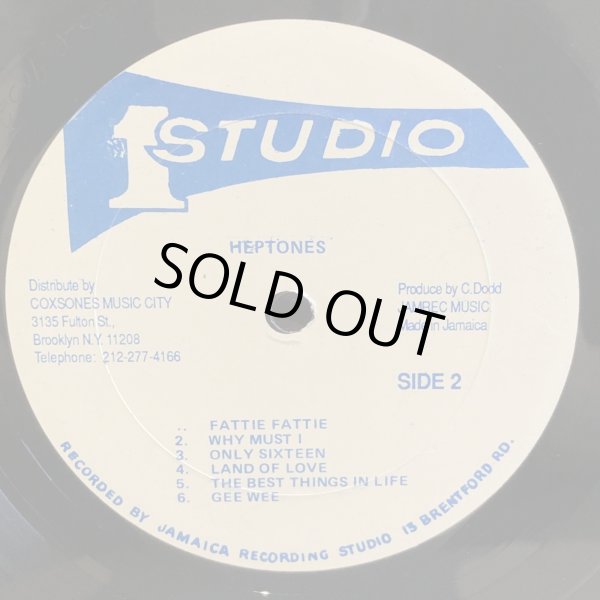 1 STUDIO
HEPTONES
Distribute by
COXSONES MUSIC CITY
3135 Fulton St.,
Brooklyn N.Y. 11208
Telephone: 212-277-4166
SOLD OUT
Produce by C. Dodd
JAMREC MUSIC
Made in Jamaica
SIDE 2
.. FATTIE FATTIE
2. WHY MUST I
3. ONLY SIXTEEN
4. LAND OF LOVE
5. THE BEST THINGS IN LIFE
6. GEE WEE
RECORDED BY JAMAICA RECORDING STUDIO 13 BRENTFORD RD.